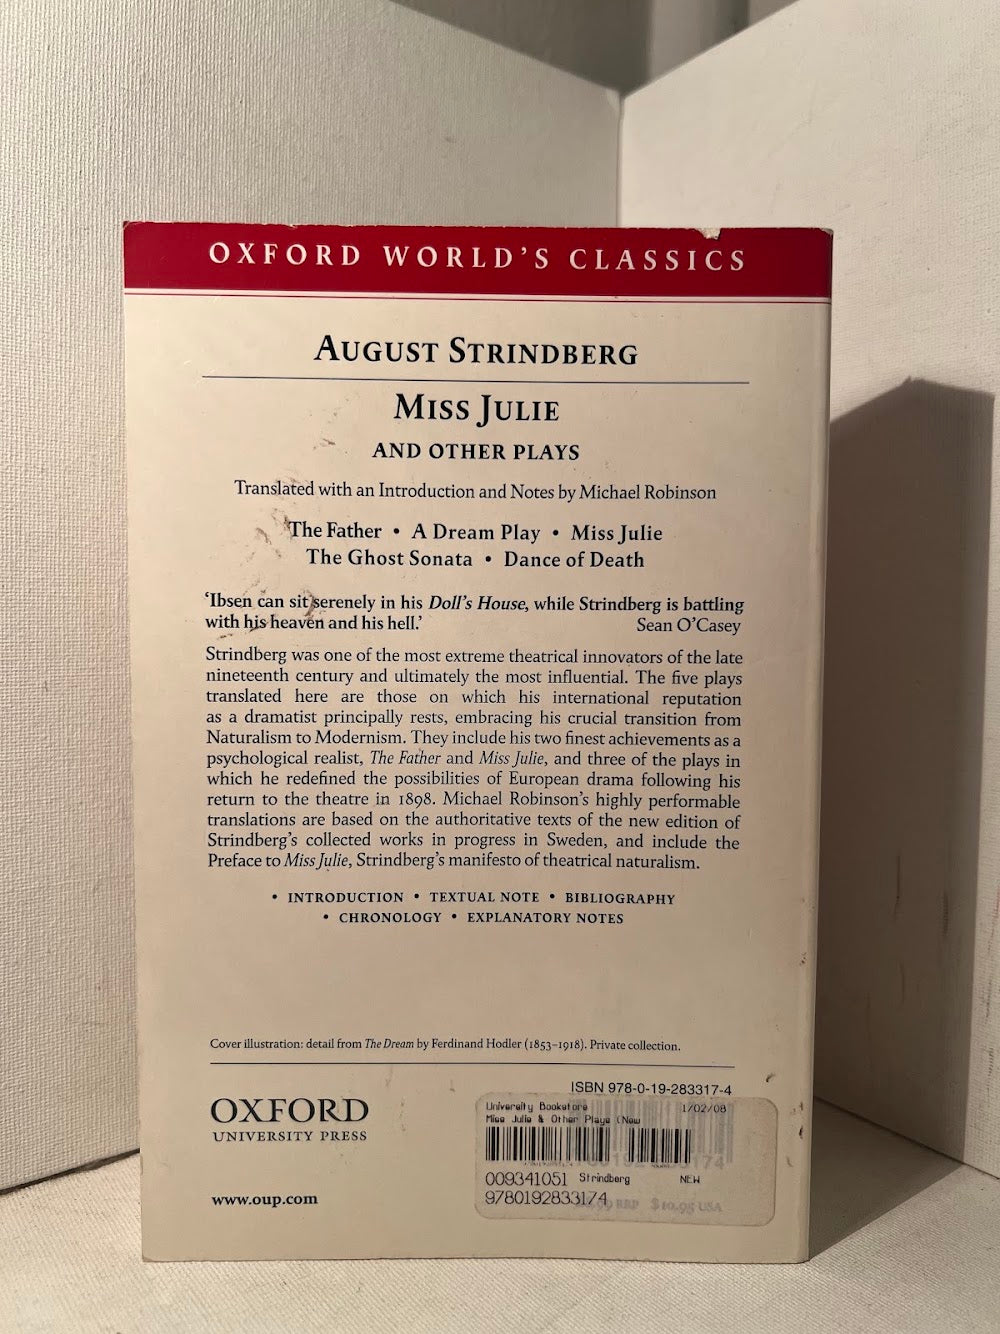 OXFORD WORLD'S CLASSICS
AUGUST STRINDBERG
MISS JULIE
AND OTHER PLAYS
Translated with an Introduction and Notes by Michael Robinson
The Father • A Dream Play • Miss Julie
The Ghost Sonata • Dance of Death
'Ibsen can sit serenely in his Doll's House, while Strindberg is battling
with his heaven and his hell.' Sean O'Casey
Strindberg was one of the most extreme theatrical innovators of the late
nineteenth century and ultimately the most influential. The five plays
translated here are those on which his international reputation
as a dramatist principally rests, embracing his crucial transition from
Naturalism to Modernism. They include his two finest achievements as a
psychological realist, The Father and Miss Julie, and three of the plays in
which he redefined the possibilities of European drama following his
return to the theatre in 1898. Michael Robinson's highly performable
translations are based on the authoritative texts of the new edition of
Strindberg's collected works in progress in Sweden, and include the
Preface to Miss Julie, Strindberg's manifesto of theatrical naturalism.
• INTRODUCTION • TEXTUAL NOTE • BIBLIOGRAPHY
• CHRONOLOGY • EXPLANATORY NOTES
Cover illustration: detail from The Dream by Ferdinand Hodler (1853–1918). Private collection.
ISBN 978-0-19-283317-4
OXFORD
UNIVERSITY PRESS
www.oup.com
University Bookstore 1/02/08
Miss Julie & Other Plays (New
009341051 Strindberg NEW
9780192833174
RRP $10.95 USA